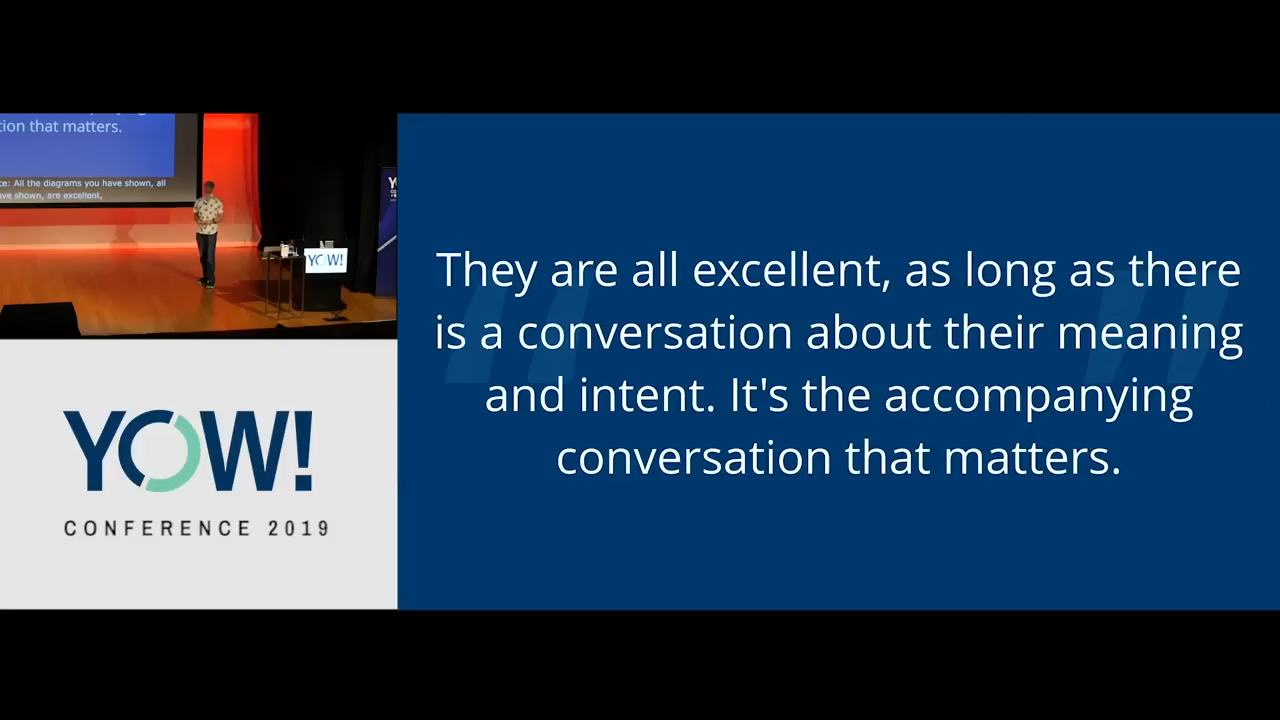 tion that matters.
ce: All the diagrams you have shown, all
ve shown, are excellent,
YOW!
They are all excellent, as long as there
is a conversation about their meaning
and intent. It's the accompanying
conversation that matters.
YOW!
CONFERENCE 2019